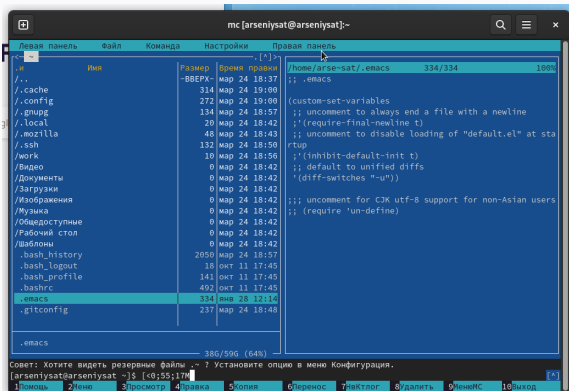 mc [arseniysat@arseniysat]:~
Левая панель Файл Команда Настройки Правая панель
<— ~ .[^]>
.и Имя Размер Время правки
/.. -ВВЕРХ- мар 24 18:37
/.cache 314 мар 24 19:00
/.config 272 мар 24 19:00
/.gnupg 134 мар 24 18:57
/.local 20 мар 24 18:42
/.mozilla 48 мар 24 18:43
/.ssh 132 мар 24 18:50
/work 10 мар 24 18:56
/Видео 0 мар 24 18:42
/Документы 0 мар 24 18:42
/Загрузки 0 мар 24 18:42
/Изображения 0 мар 24 18:42
/Музыка 0 мар 24 18:42
/Общедоступные 0 мар 24 18:42
/Рабочий стол 0 мар 24 18:42
/Шаблоны 0 мар 24 18:42
.bash_history 2050 мар 24 18:57
.bash_logout 18 окт 11 17:45
.bash_profile 141 окт 11 17:45
.bashrc 492 окт 11 17:45
.emacs 334 янв 28 12:14
.gitconfig 237 мар 24 18:48
.emacs
38G/59G (64%)
/home/arse~sat/.emacs 334/334 100%
;; .emacs
(custom-set-variables
;; uncomment to always end a file with a newline
;'(require-final-newline t)
;; uncomment to disable loading of "default.el" at sta
rtup
;'(inhibit-default-init t)
;; default to unified diffs
'(diff-switches "-u"))
;;; uncomment for CJK utf-8 support for non-Asian users
;; (require 'un-define)
Совет: Хотите видеть резервные файлы .~ ? Установите опцию в меню Конфигурация.
[arseniysat@arseniysat ~]$ [<0;55;17M [^]
1Помощь 2Меню 3Просмотр 4Правка 5Копия 6Перенос 7НвКтлог 8Удалить 9МенюMC 10Выход